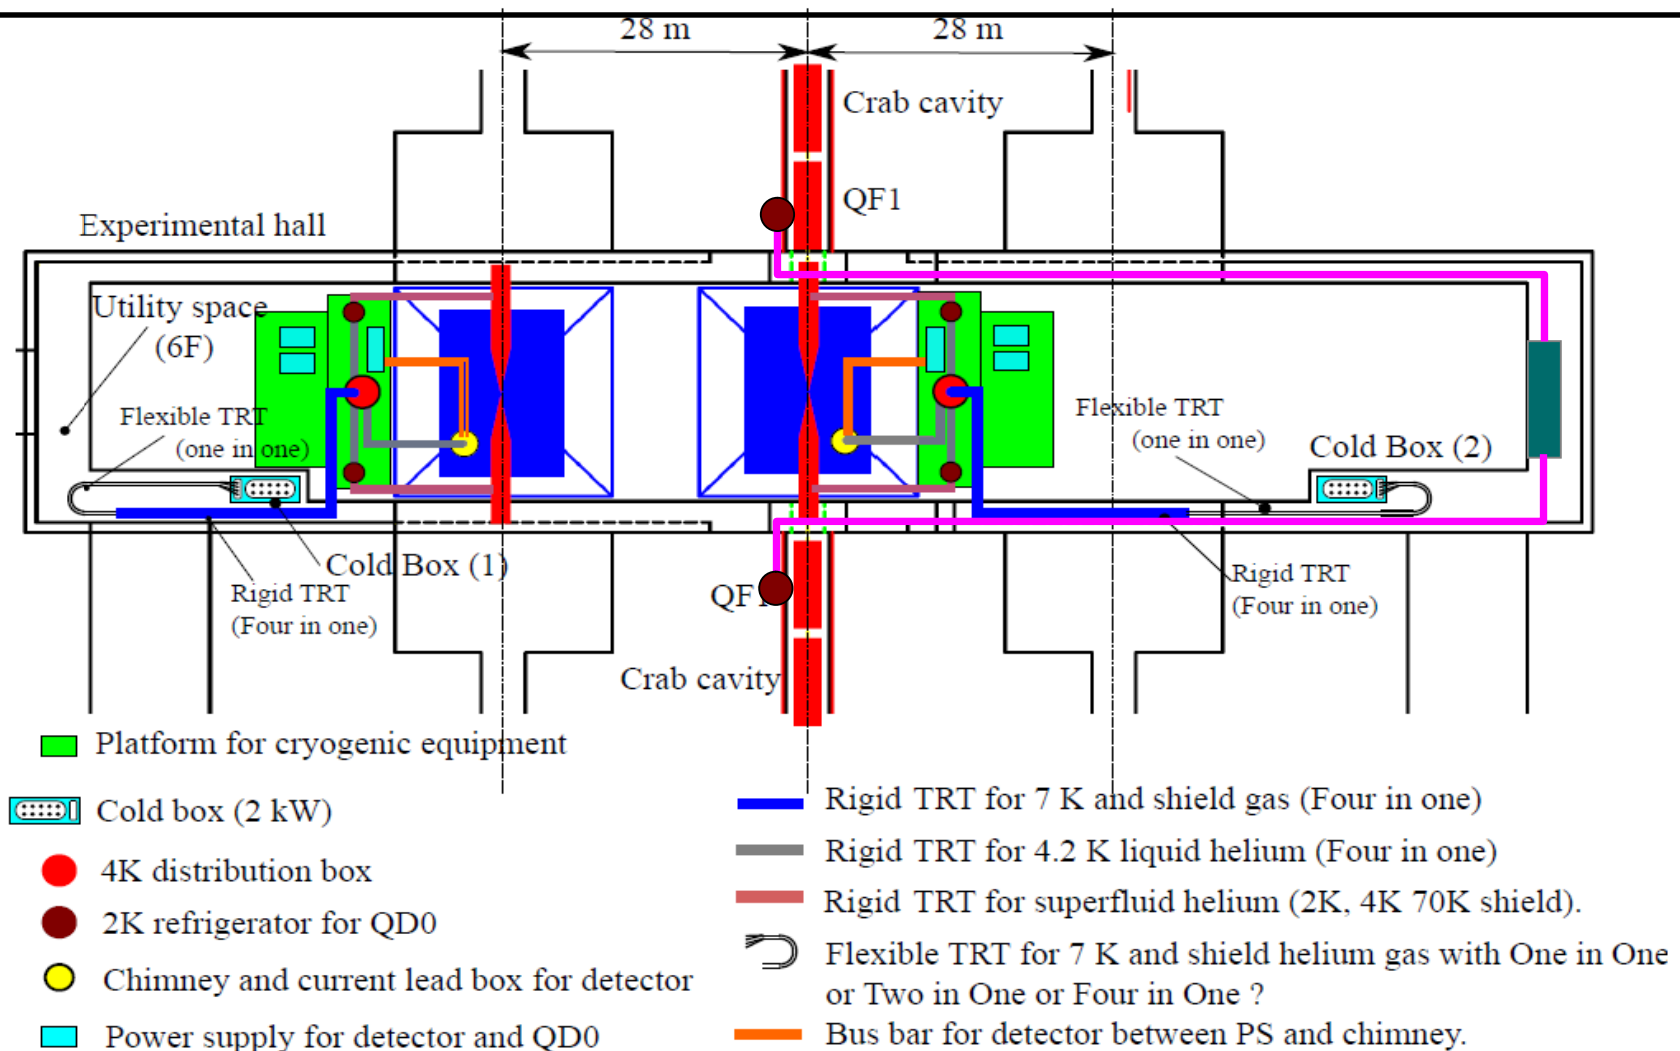 28 m
28 m
Crab cavity
QF1
Experimental hall
Utility space
(6F)
Flexible TRT
(one in one)
Flexible TRT
(one in one)
Cold Box (2)
Cold Box (1)
Rigid TRT
(Four in one)
QF1
Rigid TRT
(Four in one)
Crab cavity
Platform for cryogenic equipment
Cold box (2 kW)
4K distribution box
2K refrigerator for QD0
Chimney and current lead box for detector
Power supply for detector and QD0
Rigid TRT for 7 K and shield gas (Four in one)
Rigid TRT for 4.2 K liquid helium (Four in one)
Rigid TRT for superfluid helium (2K, 4K 70K shield).
Flexible TRT for 7 K and shield helium gas with One in One
or Two in One or Four in One ?
Bus bar for detector between PS and chimney.